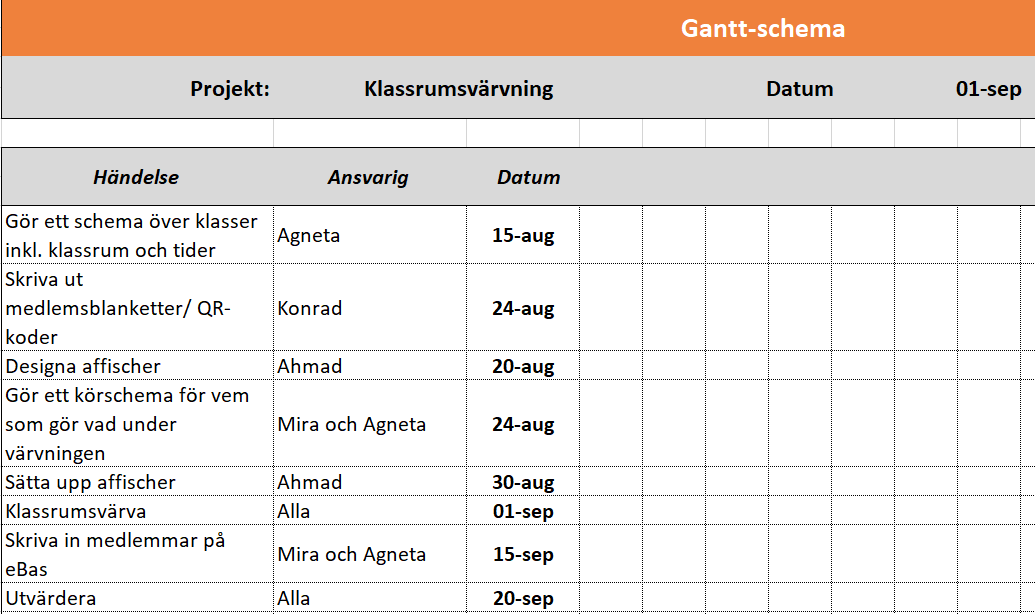 Gantt-schema
Projekt: Klassrumsvärvning Datum 01-sep
Händelse Ansvarig Datum
Gör ett schema över klasser
inkl. klassrum och tider
Agneta 15-aug
Skriva ut
medlemsblanketter/ QR-
koder
Konrad 24-aug
Designa affischer Ahmad 20-aug
Gör ett körschema för vem
som gör vad under
värvningen
Mira och Agneta 24-aug
Sätta upp affischer Ahmad 30-aug
Klassrumsvärva Alla 01-sep
Skriva in medlemmar på
eBas
Mira och Agneta 15-sep
Utvärdera Alla 20-sep